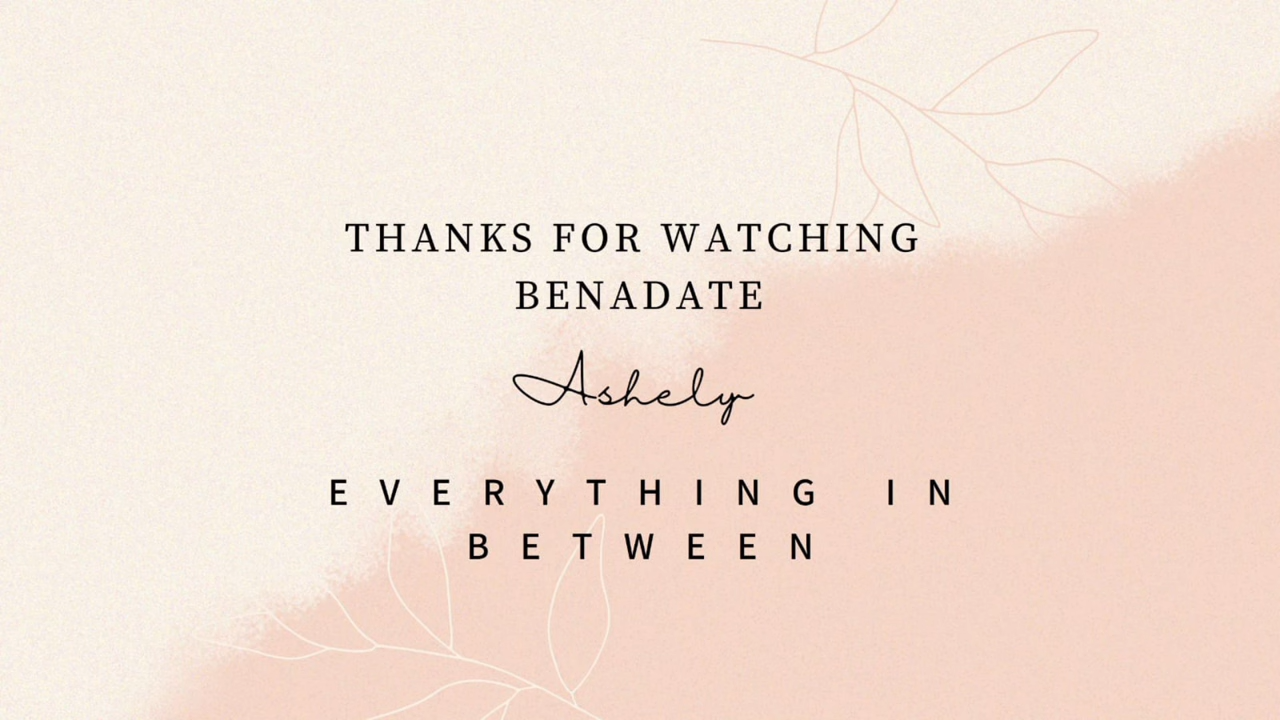 THANKS FOR WATCHING
BENADATE
Ashely
EVERYTHING IN
BETWEEN